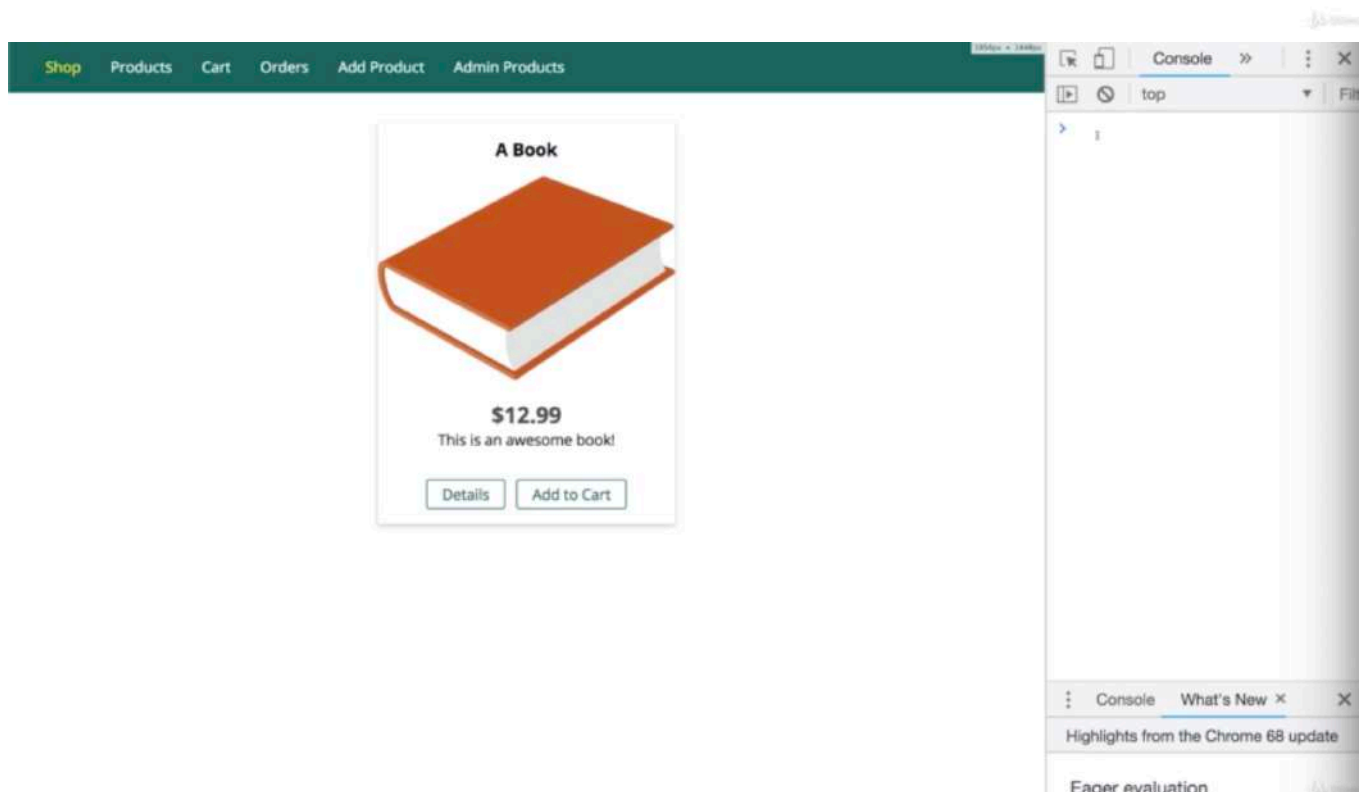 Shop Products Cart Orders Add Product Admin Products
Console »
top
A Book
$12.99
This is an awesome book!
Details Add to Cart
Console What's New ×
Highlights from the Chrome 68 update
Eager evaluation